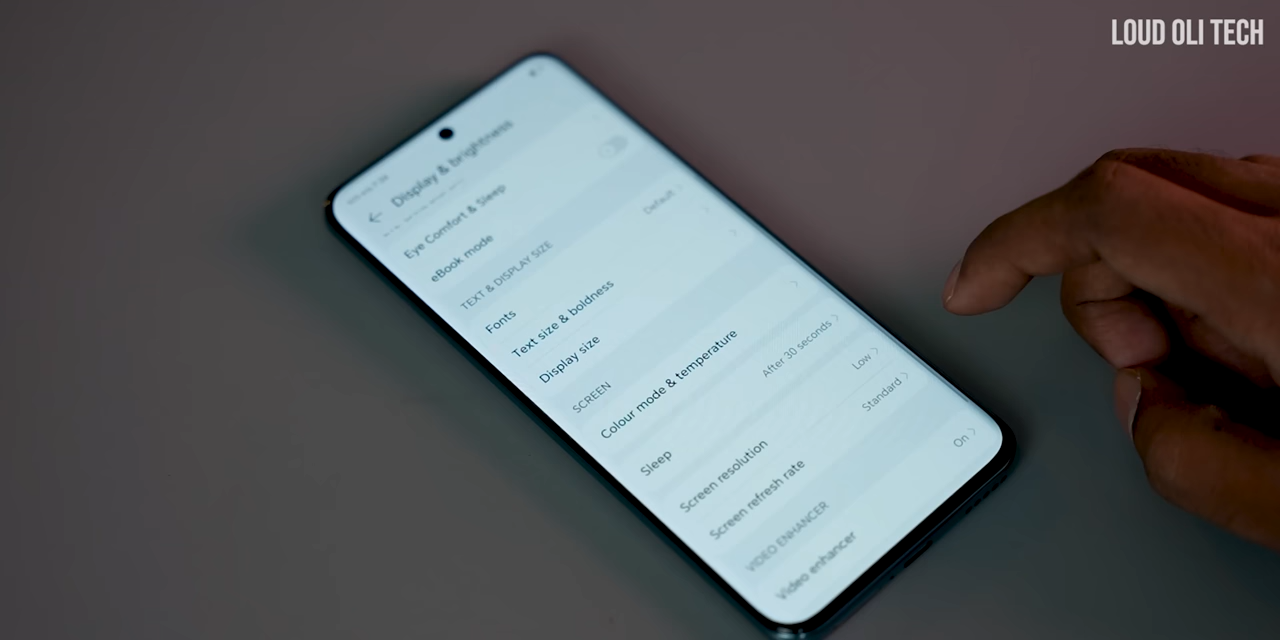 LOUD OLI TECH
Display & brightness
Eye Comfort & Sleep
eBook mode
TEXT & DISPLAY SIZE
Fonts Default
Text size & boldness
Display size
SCREEN
Colour mode & temperature
Sleep After 30 seconds
Screen resolution Low
Screen refresh rate Standard
VIDEO ENHANCER
Video enhancer On